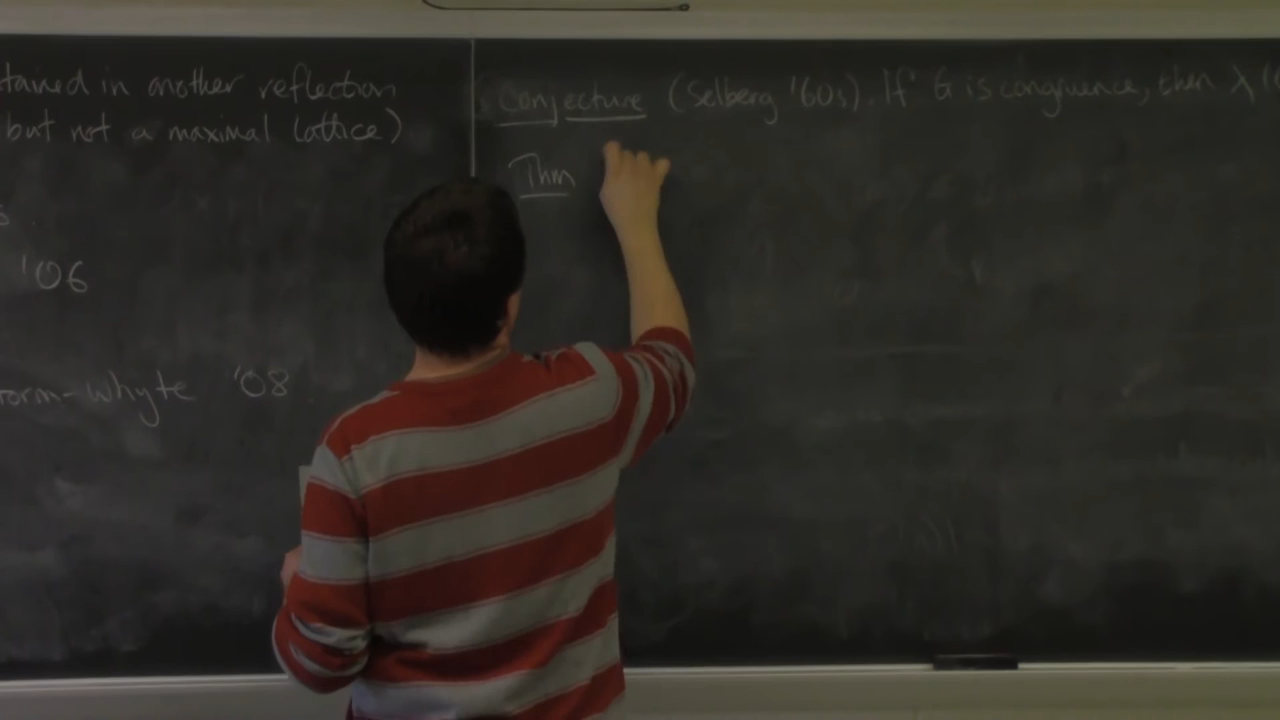 tained in another reflection
but not a maximal lattice)
'06
orm-Whyte '08
Conjecture (Selberg '60s). If G is congruence, then λ(
Thm